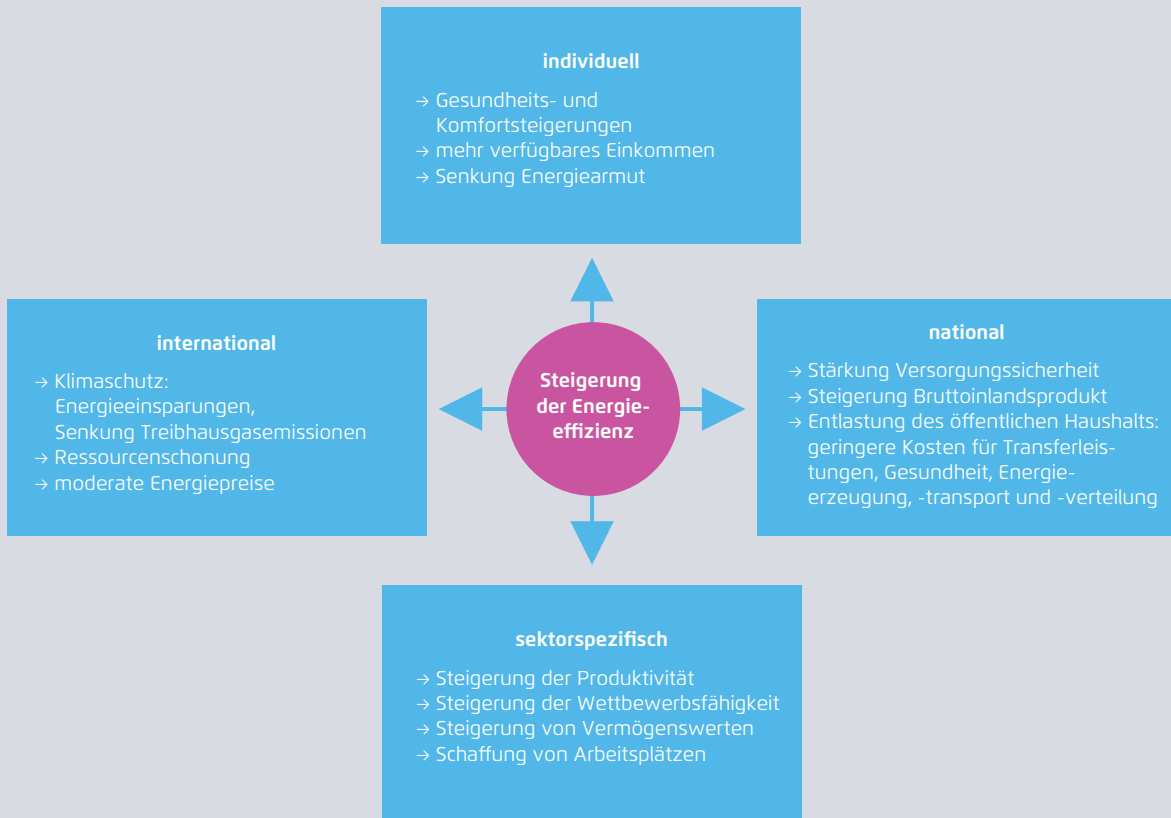 individuell
→ Gesundheits- und
Komfortsteigerungen
→ mehr verfügbares Einkommen
→ Senkung Energiearmut
international
→ Klimaschutz:
Energieeinsparungen,
Senkung Treibhausgasemissionen
→ Ressourcenschonung
→ moderate Energiepreise
Steigerung
der Energie-
effizienz
national
→ Stärkung Versorgungssicherheit
→ Steigerung Bruttoinlandsprodukt
→ Entlastung des öffentlichen Haushalts:
geringere Kosten für Transferleis-
tungen, Gesundheit, Energie-
erzeugung, -transport und -verteilung
sektorspezifisch
→ Steigerung der Produktivität
→ Steigerung der Wettbewerbsfähigkeit
→ Steigerung von Vermögenswerten
→ Schaffung von Arbeitsplätzen